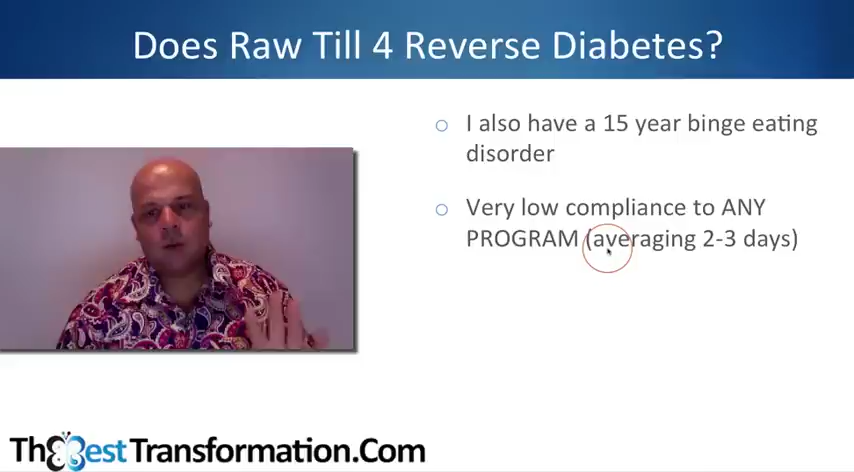 Does Raw Till 4 Reverse Diabetes?
I also have a 15 year binge eating
disorder
Very low compliance to ANY
PROGRAM (averaging 2-3 days)
TheBestTransformation.Com